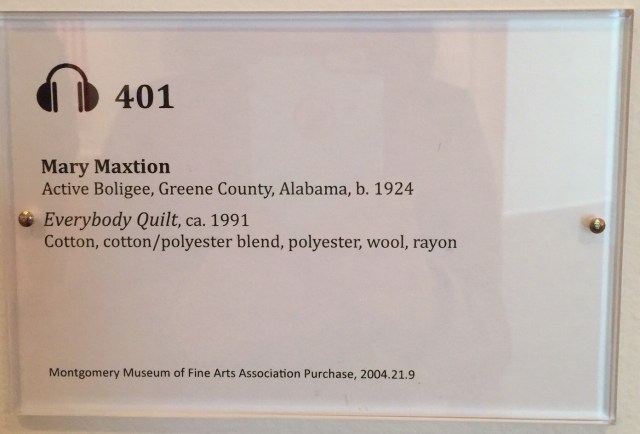 401
Mary Maxtion
Active Boligee, Greene County, Alabama, b. 1924
Everybody Quilt, ca. 1991
Cotton, cotton/polyester blend, polyester, wool, rayon
Montgomery Museum of Fine Arts Association Purchase, 2004.21.9